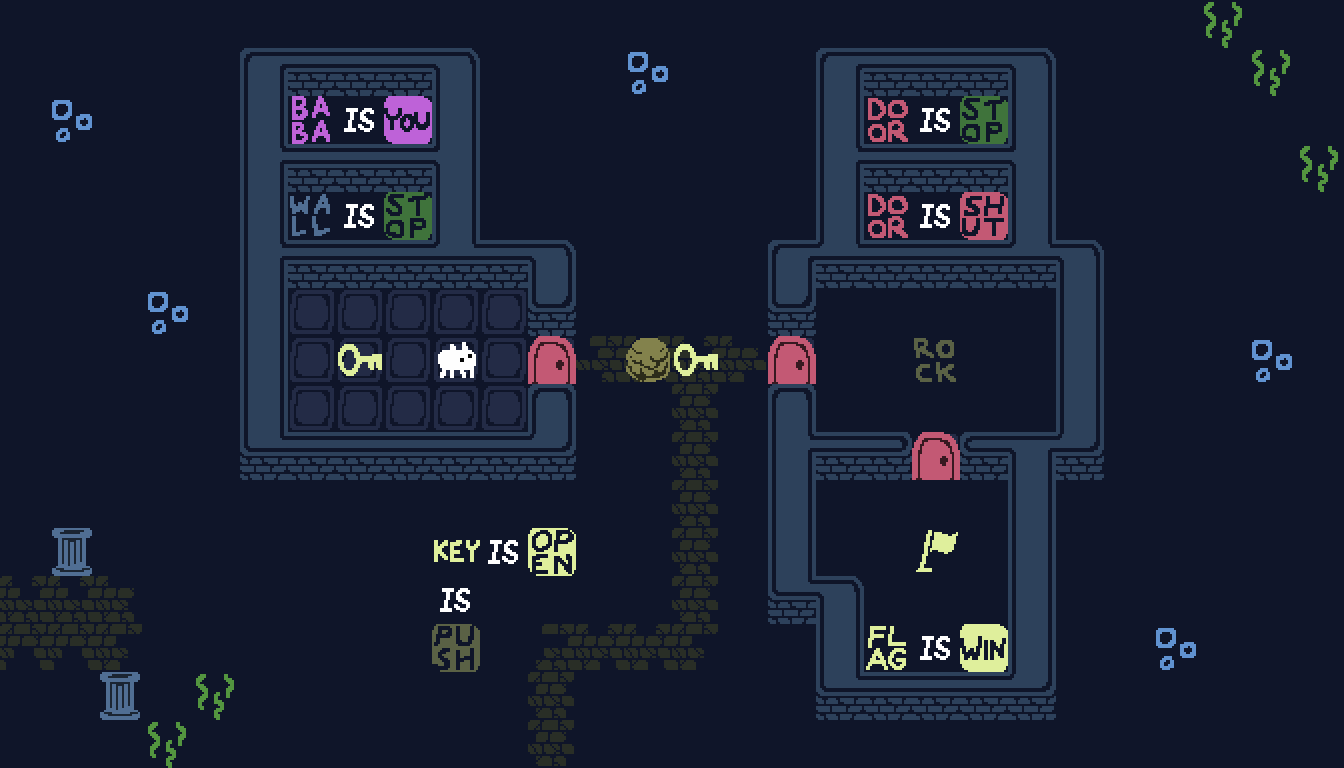 BABA IS YOU
DOOR IS STOP
WALL IS STOP
DOOR IS SHUT
ROCK
KEY IS OPEN
IS
PUSH
FLAG IS WIN